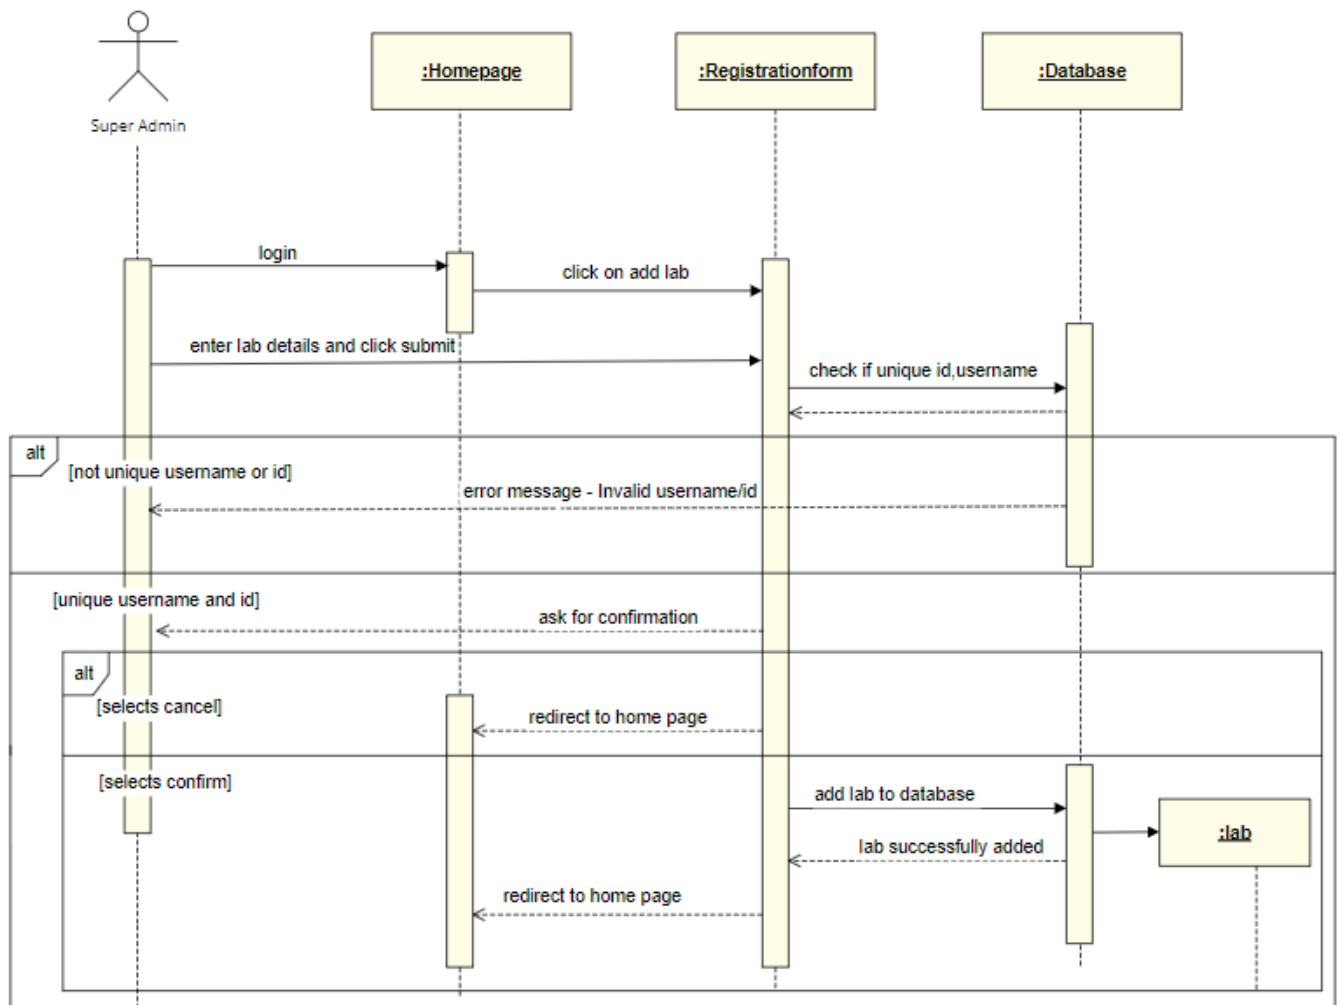 Super Admin
:Homepage
:Registrationform
:Database
login
click on add lab
enter lab details and click submit
check if unique id,username
alt
[not unique username or id]
error message - Invalid username/id
[unique username and id]
ask for confirmation
alt
[selects cancel]
redirect to home page
[selects confirm]
add lab to database
:lab
lab successfully added
redirect to home page